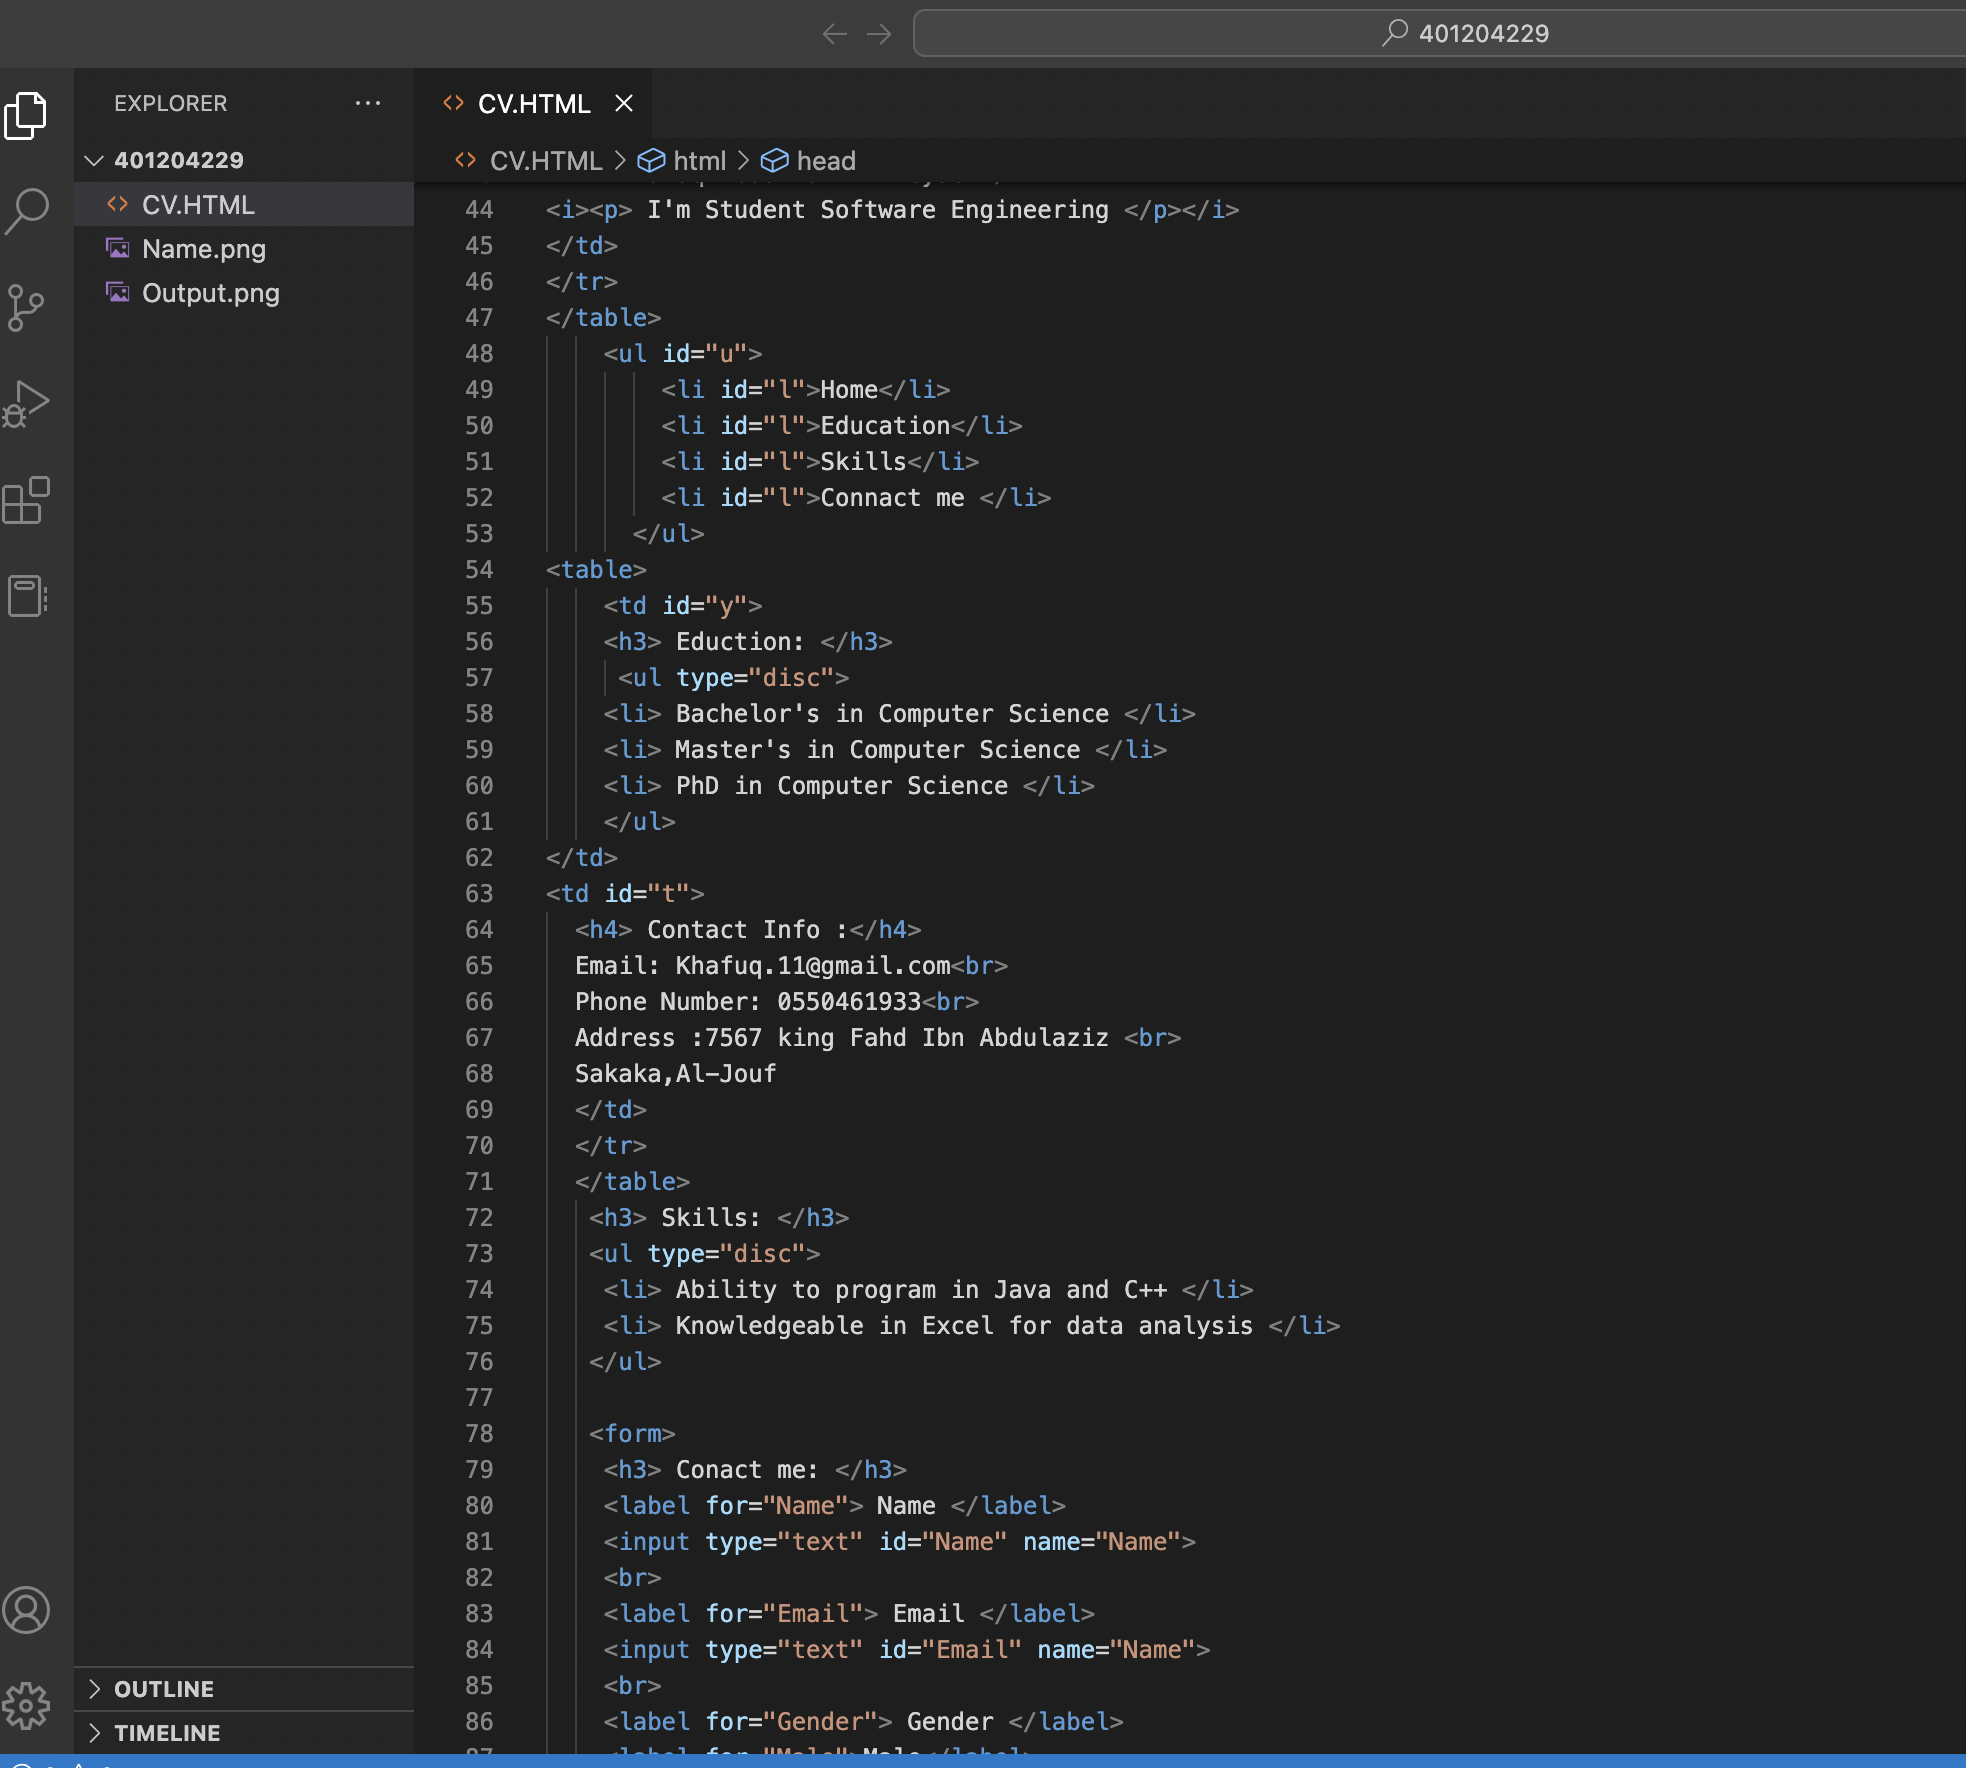 401204229
EXPLORER
401204229
CV.HTML
Name.png
Output.png
OUTLINE
TIMELINE
CV.HTML
CV.HTML > html > head
44 <i><p> I'm Student Software Engineering </p></i>
45 </td>
46 </tr>
47 </table>
48 <ul id="u">
49 <li id="l">Home</li>
50 <li id="l">Education</li>
51 <li id="l">Skills</li>
52 <li id="l">Connact me </li>
53 </ul>
54 <table>
55 <td id="y">
56 <h3> Eduction: </h3>
57 <ul type="disc">
58 <li> Bachelor's in Computer Science </li>
59 <li> Master's in Computer Science </li>
60 <li> PhD in Computer Science </li>
61 </ul>
62 </td>
63 <td id="t">
64 <h4> Contact Info :</h4>
65 Email: Khafuq.11@gmail.com<br>
66 Phone Number: 0550461933<br>
67 Address :7567 king Fahd Ibn Abdulaziz <br>
68 Sakaka,Al-Jouf
69 </td>
70 </tr>
71 </table>
72 <h3> Skills: </h3>
73 <ul type="disc">
74 <li> Ability to program in Java and C++ </li>
75 <li> Knowledgeable in Excel for data analysis </li>
76 </ul>
77
78 <form>
79 <h3> Conact me: </h3>
80 <label for="Name"> Name </label>
81 <input type="text" id="Name" name="Name">
82 <br>
83 <label for="Email"> Email </label>
84 <input type="text" id="Email" name="Name">
85 <br>
86 <label for="Gender"> Gender </label>
87 <label for="Male">Male</label>